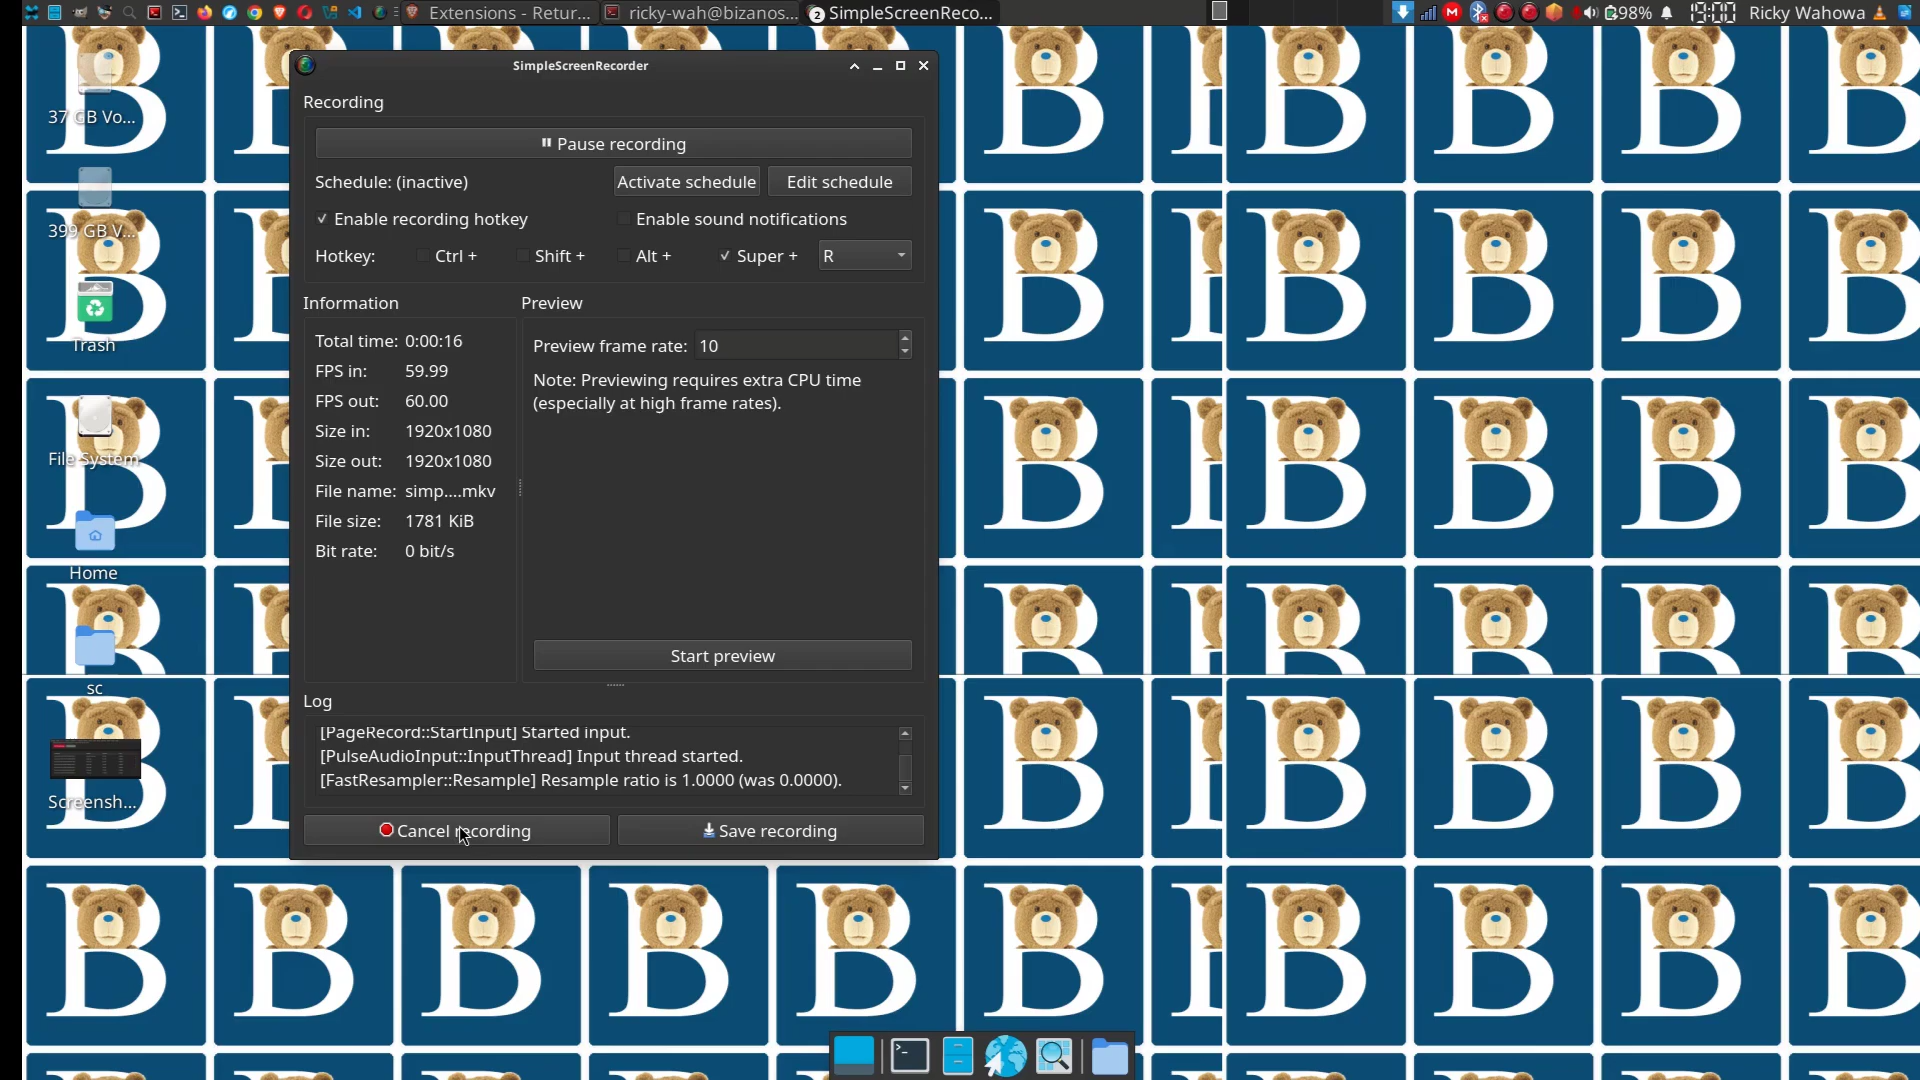 Extensions - Retur...
ricky-wah@bizanos...
2 SimpleScreenReco...
98%
19:00
Ricky Wahowa
37 GB Vo...
399 GB V...
Trash
File System
Home
sc
Screensh...
SimpleScreenRecorder
Recording
Pause recording
Schedule: (inactive)
Activate schedule
Edit schedule
Enable recording hotkey
Enable sound notifications
Hotkey: Ctrl + Shift + Alt + Super + R
Information
Total time: 0:00:16
FPS in: 59.99
FPS out: 60.00
Size in: 1920x1080
Size out: 1920x1080
File name: simp....mkv
File size: 1781 KiB
Bit rate: 0 bit/s
Preview
Preview frame rate: 10
Note: Previewing requires extra CPU time
(especially at high frame rates).
Start preview
Log
[PageRecord::StartInput] Started input.
[PulseAudioInput::InputThread] Input thread started.
[FastResampler::Resample] Resample ratio is 1.0000 (was 0.0000).
Cancel recording
Save recording